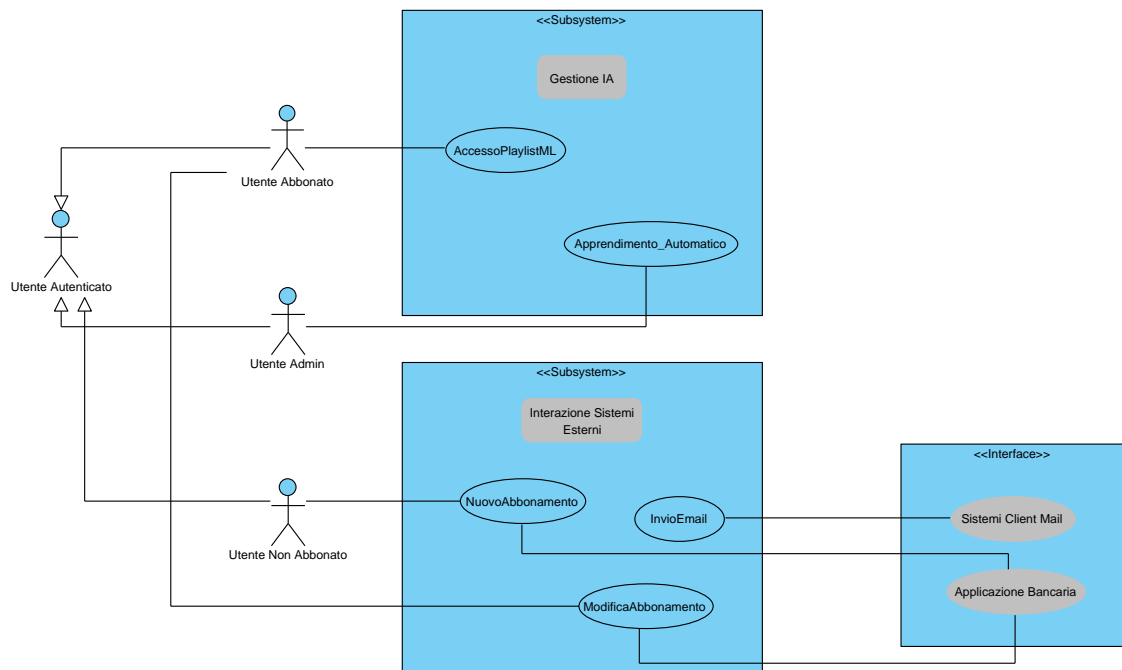 <<Subsystem>>
Gestione IA
AccessoPlaylistML
Utente Abbonato
Apprendimento_Automatico
Utente Autenticato
Utente Admin
<<Subsystem>>
Interazione Sistemi
Esterni
<<Interface>>
NuovoAbbonamento
InvioEmail
Sistemi Client Mail
Utente Non Abbonato
Applicazione Bancaria
ModificaAbbonamento